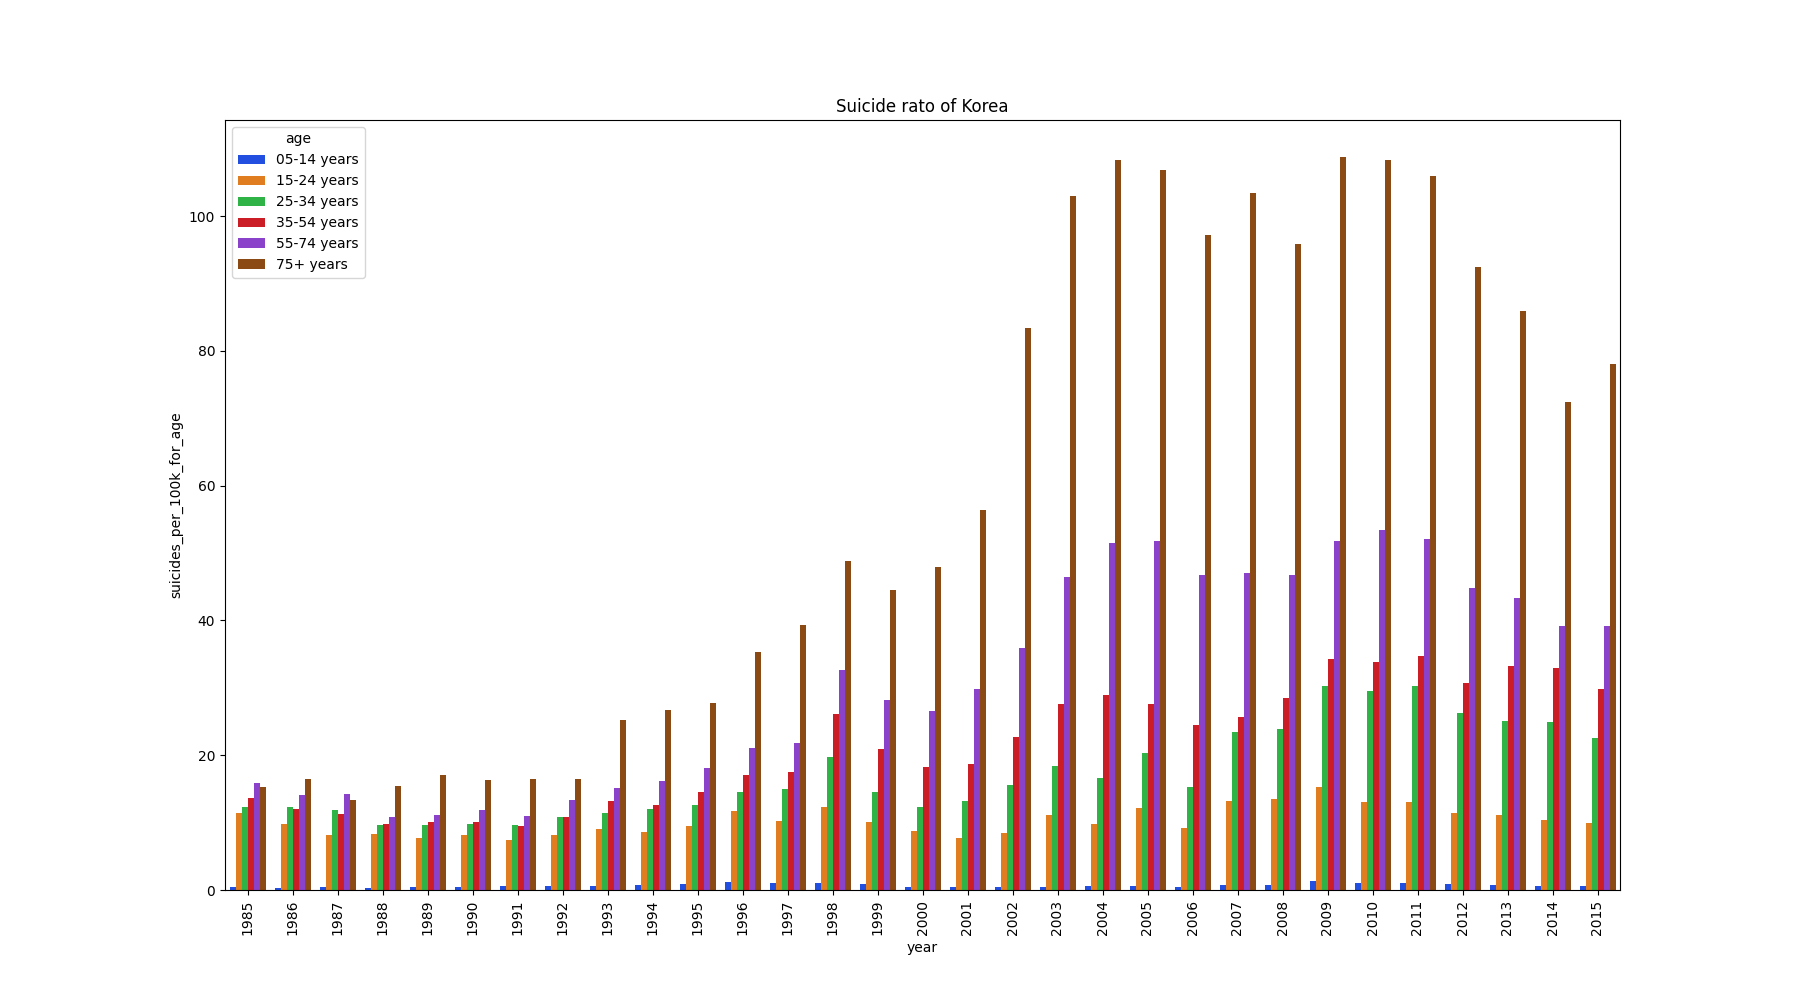 Suicide rato of Korea
age
05-14 years
15-24 years
25-34 years
35-54 years
55-74 years
75+ years
suicides_per_100k_for_age
100
80
60
40
20
0
1985 1986 1987 1988 1989 1990 1991 1992 1993 1994 1995 1996 1997 1998 1999 2000 2001 2002 2003 2004 2005 2006 2007 2008 2009 2010 2011 2012 2013 2014 2015
year